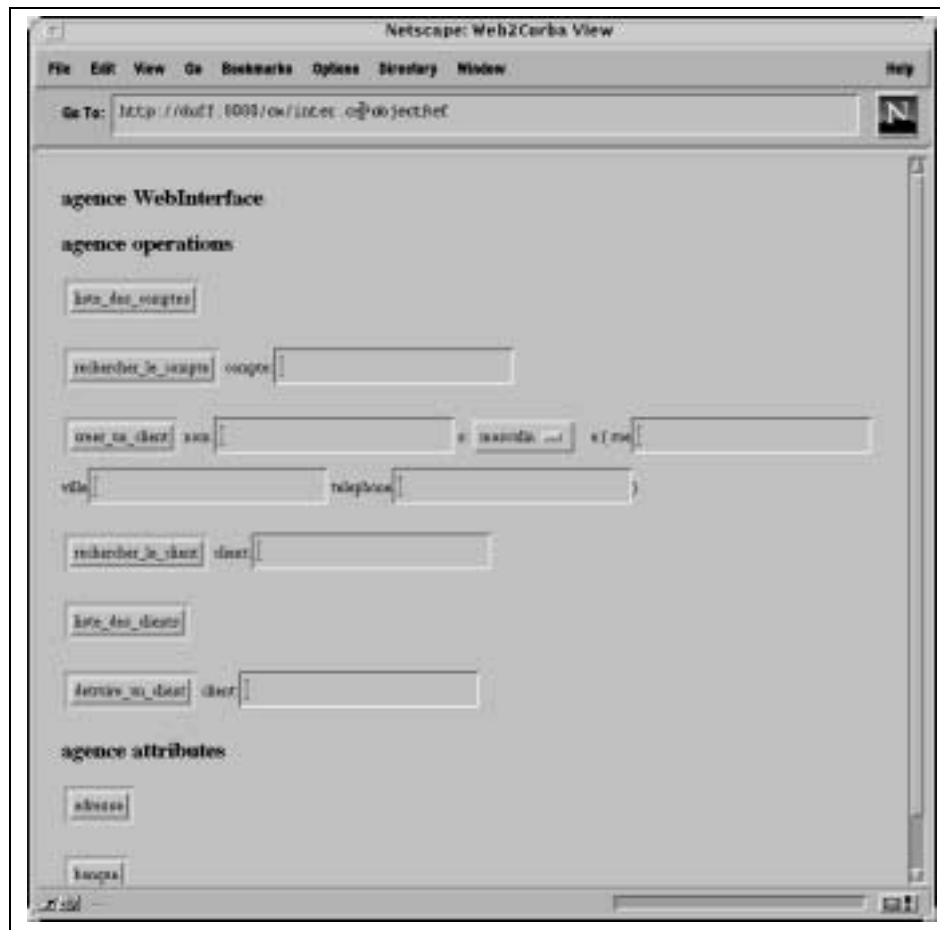 Netscape: Web2Corba View
File Edit View Go Bookmarks Options Directory Window Help
Go To: N
agence WebInterface
agence operations
liste_des_comptes
rechercher_le_compte compte
creer_un_client nom masculin
ville telephone )
rechercher_le_client client
liste_des_clients
detruire_un_client client
agence attributes
adresse
banque